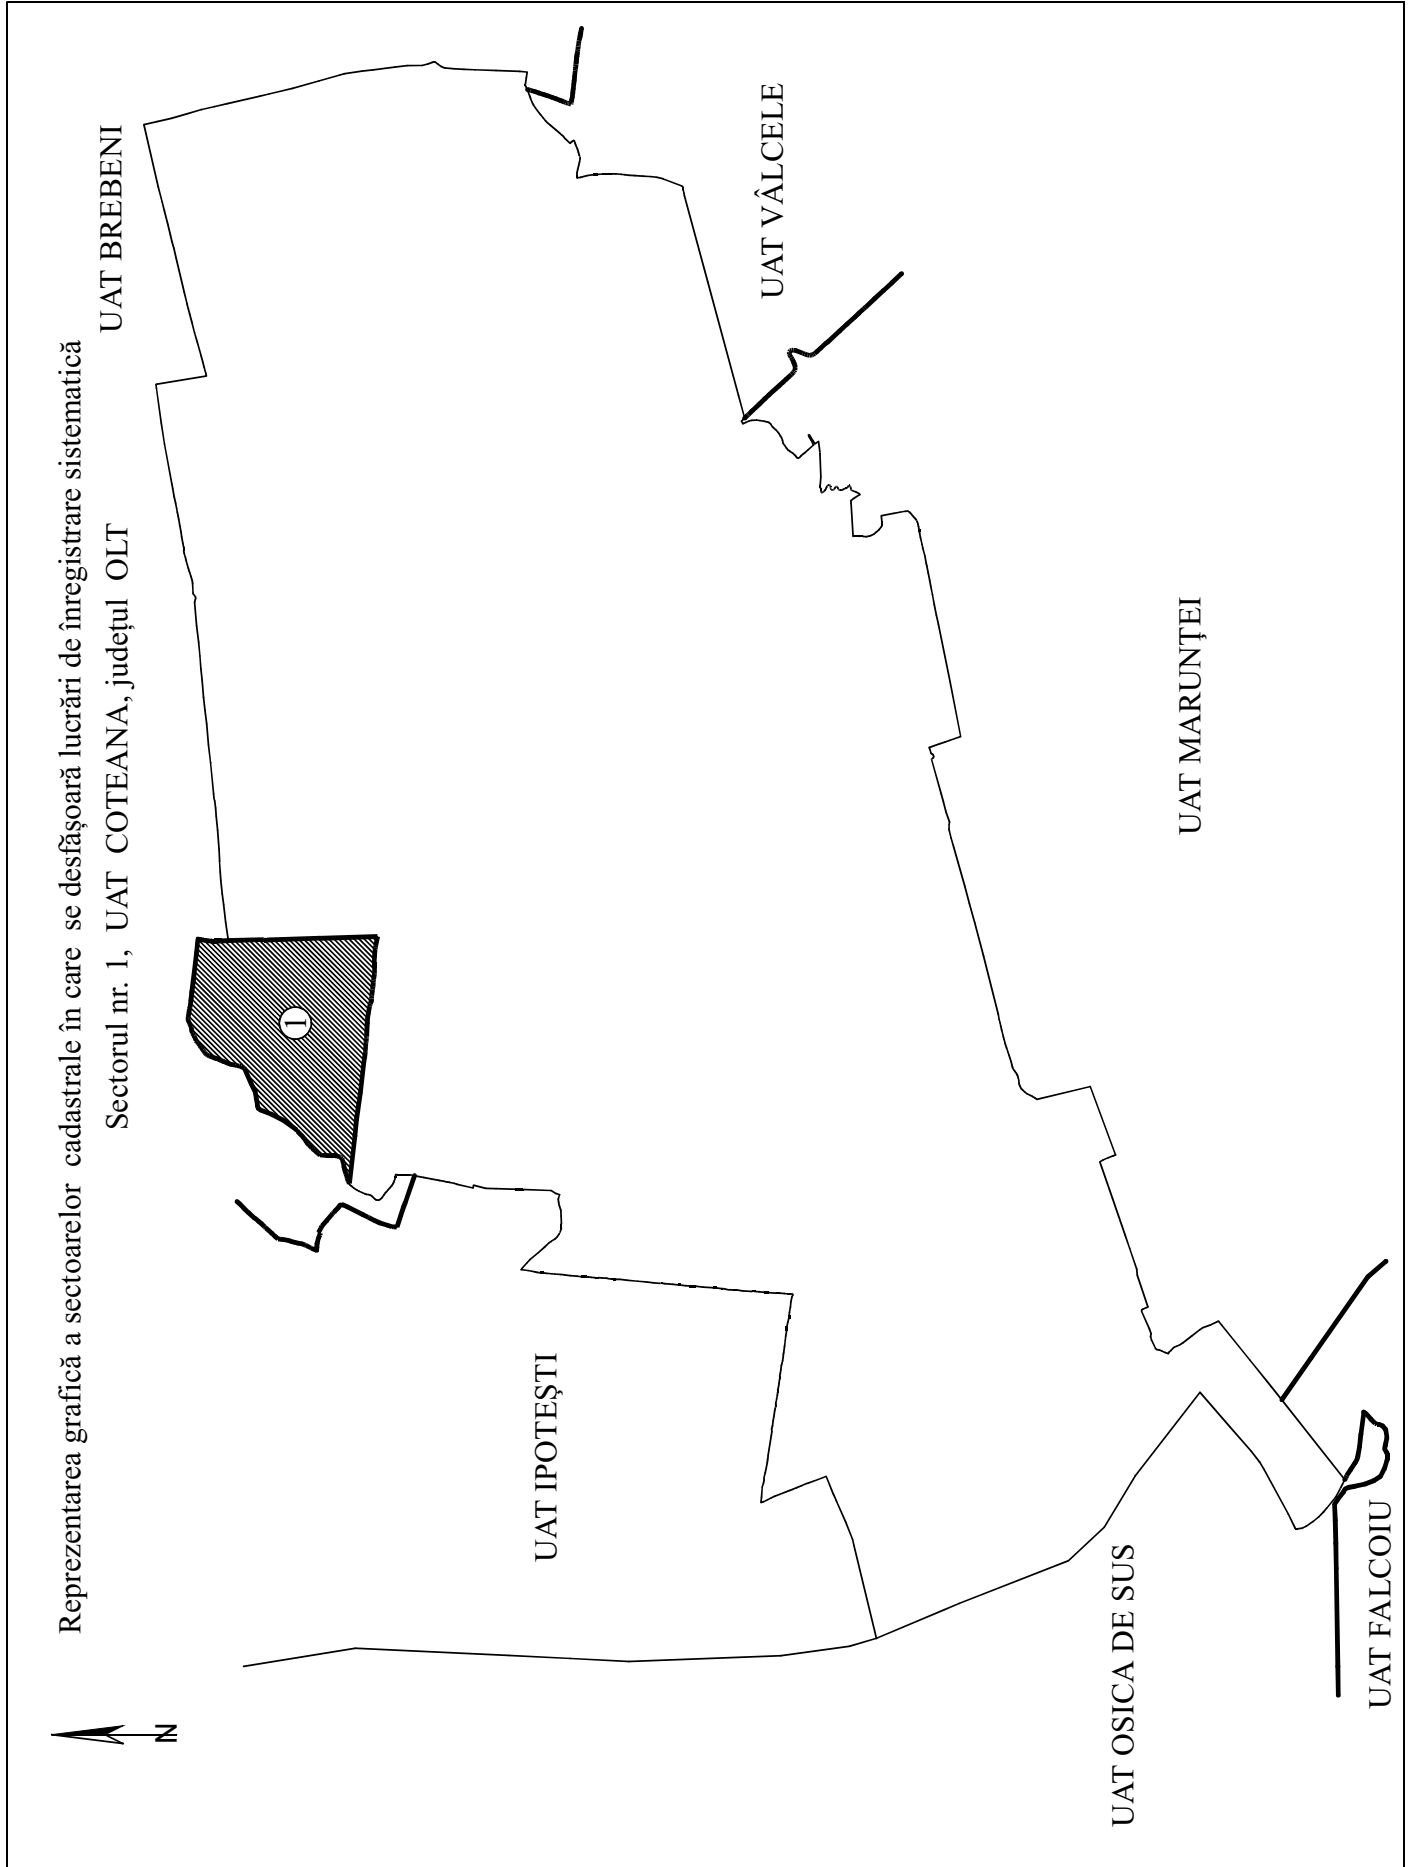 Reprezentarea grafică a sectoarelor cadastrale în care se desfășoară lucrări de înregistrare sistematică
Sectorul nr. 1, UAT COTEANA, județul OLT
N
UAT BREBENI
1
UAT IPOTEȘTI
UAT VÂLCELE
UAT MARUNȚEI
UAT OSICA DE SUS
UAT FALCOIU